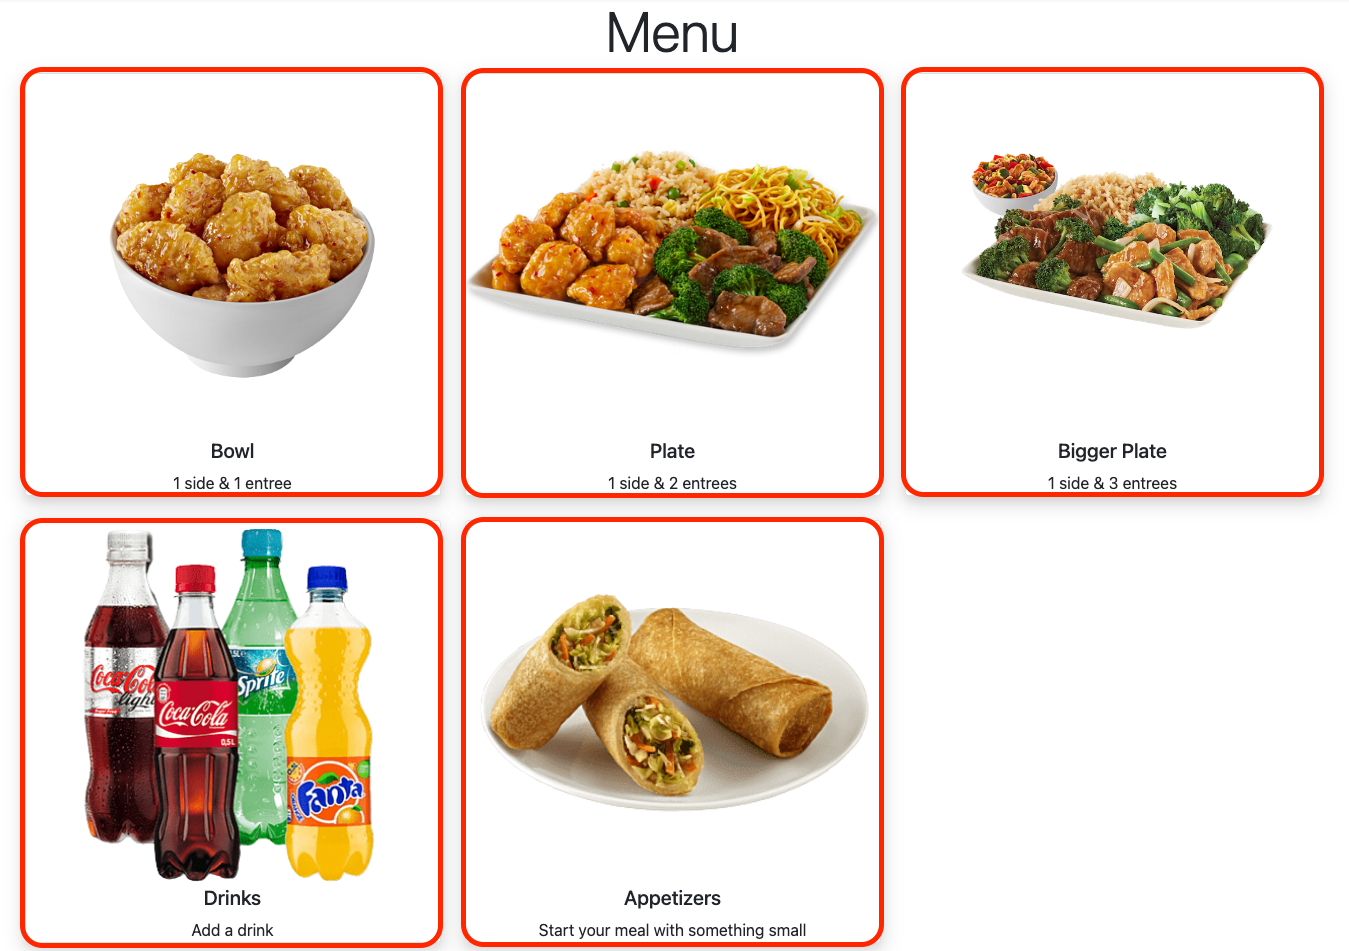 Menu
Bowl
1 side & 1 entree
Plate
1 side & 2 entrees
Bigger Plate
1 side & 3 entrees
Coca-Cola
light
Coca-Cola
0,5L
Sprite
Fanta
Drinks
Add a drink
Appetizers
Start your meal with something small